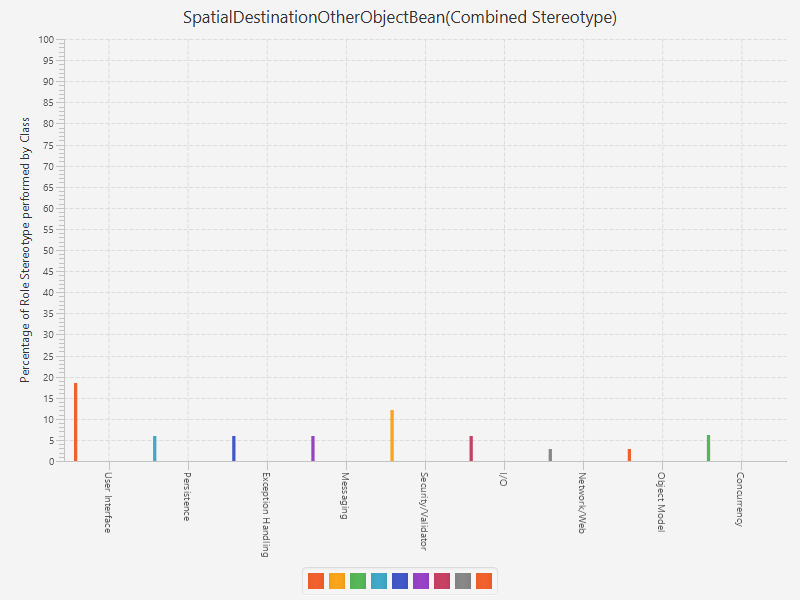 SpatialDestinationOtherObjectBean(Combined Stereotype)
Percentage of Role Stereotype performed by Class
100
95
90
85
80
75
70
65
60
55
50
45
40
35
30
25
20
15
10
5
0
User Interface
Persistence
Exception Handling
Messaging
Security/Validator
I/O
Network/Web
Object Model
Concurrency